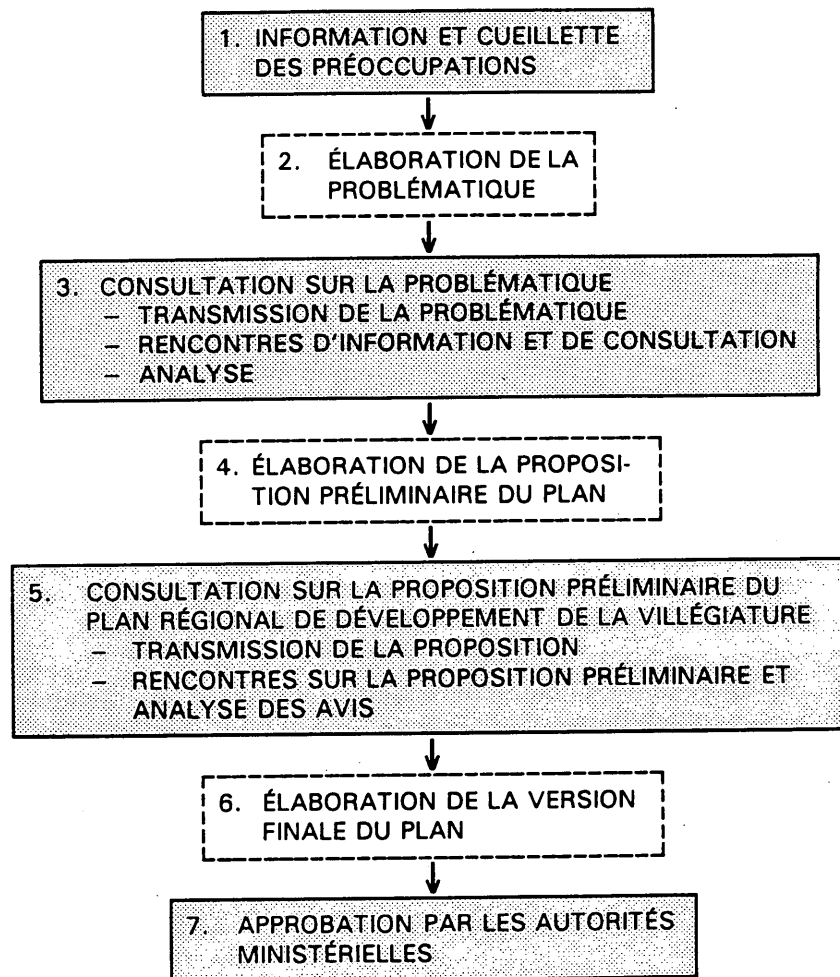 1. INFORMATION ET CUEILLETTE
DES PRÉOCCUPATIONS
2. ÉLABORATION DE LA
PROBLÉMATIQUE
3. CONSULTATION SUR LA PROBLÉMATIQUE
– TRANSMISSION DE LA PROBLÉMATIQUE
– RENCONTRES D'INFORMATION ET DE CONSULTATION
– ANALYSE
4. ÉLABORATION DE LA PROPOSI-
TION PRÉLIMINAIRE DU PLAN
5. CONSULTATION SUR LA PROPOSITION PRÉLIMINAIRE DU
PLAN RÉGIONAL DE DÉVELOPPEMENT DE LA VILLÉGIATURE
– TRANSMISSION DE LA PROPOSITION
– RENCONTRES SUR LA PROPOSITION PRÉLIMINAIRE ET
ANALYSE DES AVIS
6. ÉLABORATION DE LA VERSION
FINALE DU PLAN
7. APPROBATION PAR LES AUTORITÉS
MINISTÉRIELLES